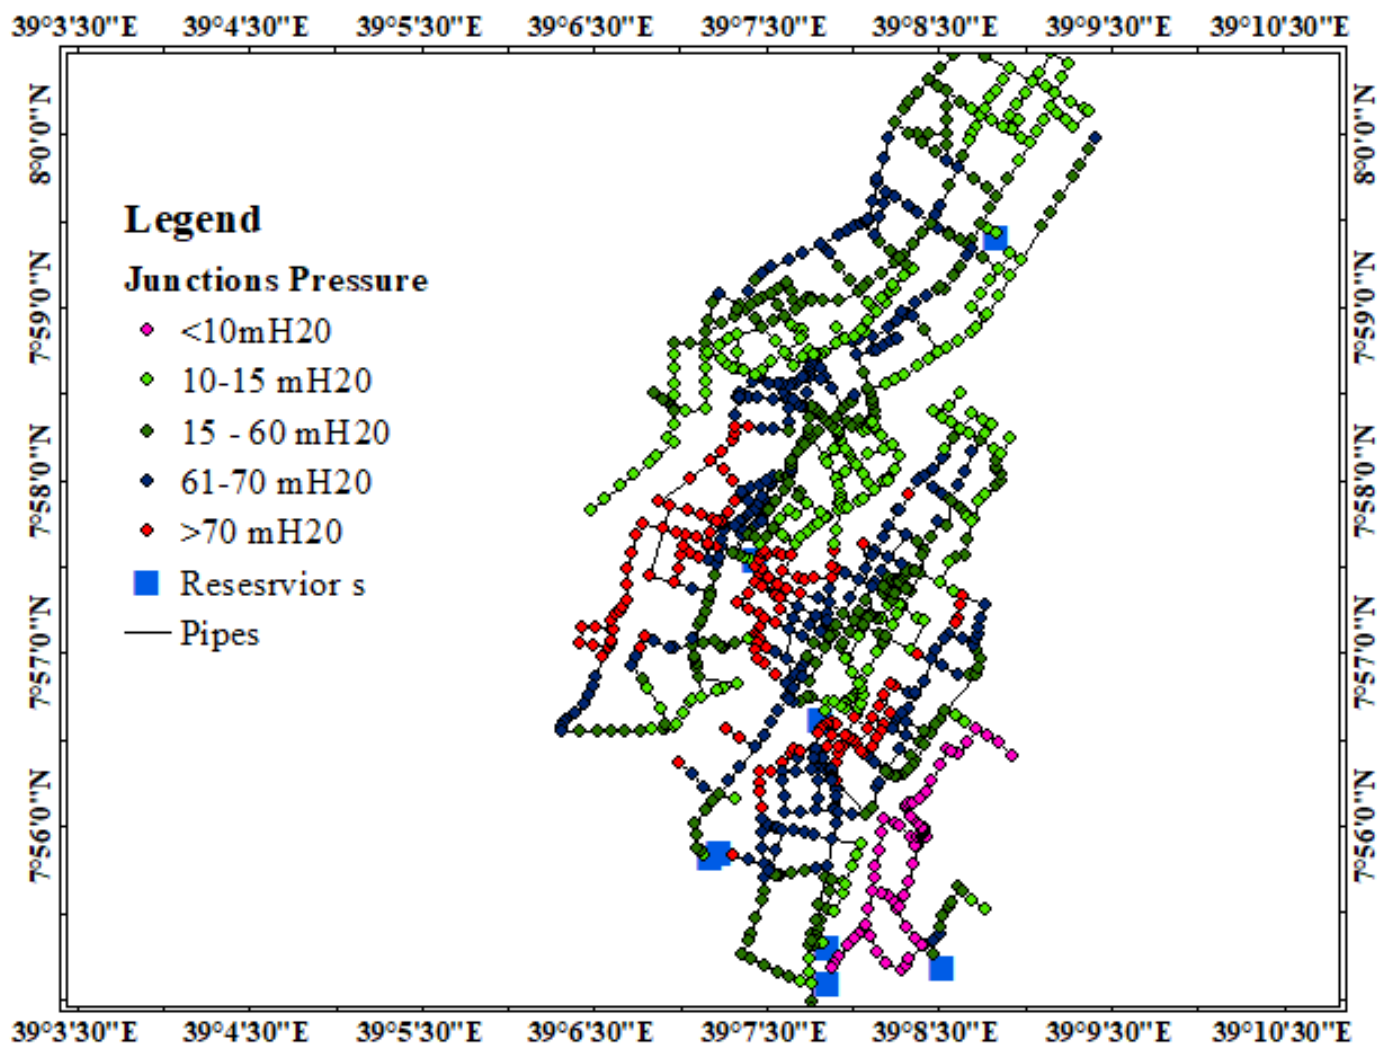 39°3'30"E 39°4'30"E 39°5'30"E 39°6'30"E 39°7'30"E 39°8'30"E 39°9'30"E 39°10'30"E
8°0'0"N
7°59'0"N
7°58'0"N
7°57'0"N
7°56'0"N
Legend
Junctions Pressure
<10mH20
10-15 mH20
15 - 60 mH20
61-70 mH20
>70 mH20
Resesrvior s
Pipes
8°0'0"N
7°59'0"N
7°58'0"N
7°57'0"N
7°56'0"N
39°3'30"E 39°4'30"E 39°5'30"E 39°6'30"E 39°7'30"E 39°8'30"E 39°9'30"E 39°10'30"E